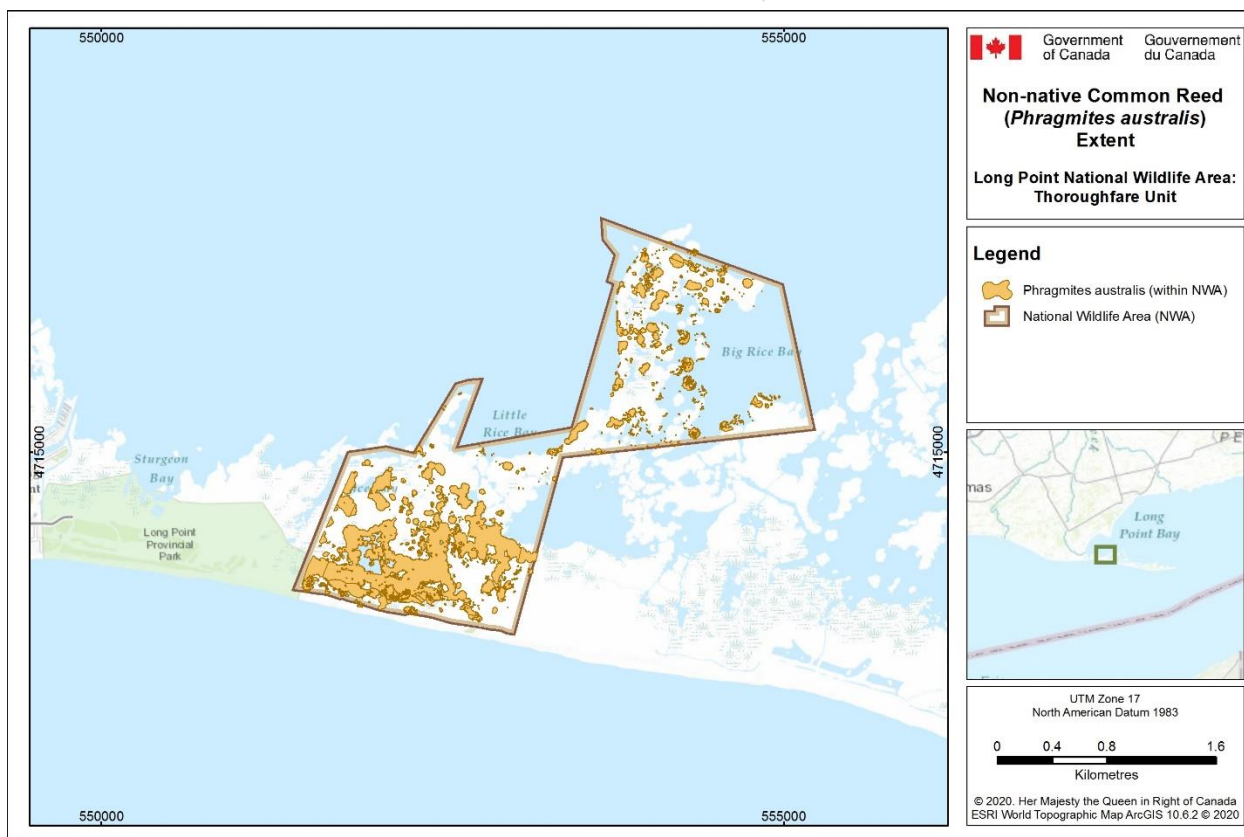 550000
555000
4715000
4715000
Big Rice Bay
Little
Rice Bay
Sturgeon
Bay
Long Point
Provincial
Park
550000
555000
Government
of Canada
Gouvernement
du Canada
Non-native Common Reed
(Phragmites australis)
Extent
Long Point National Wildlife Area:
Thoroughfare Unit
Legend
Phragmites australis (within NWA)
National Wildlife Area (NWA)
mas
P E
Long
Point Bay
UTM Zone 17
North American Datum 1983
0 0.4 0.8 1.6
Kilometres
© 2020. Her Majesty the Queen in Right of Canada
ESRI World Topographic Map ArcGIS 10.6.2 © 2020